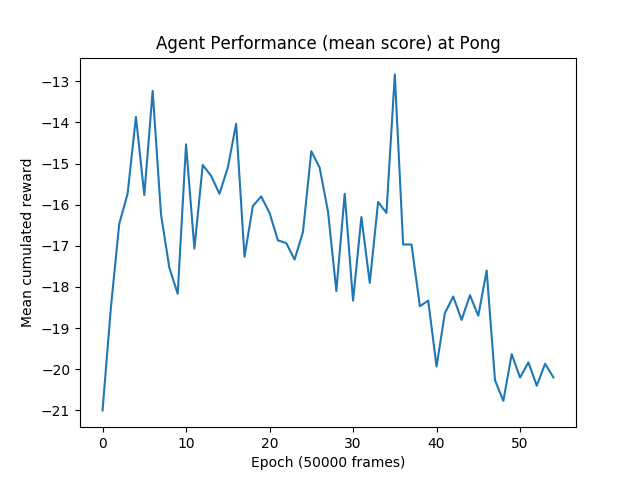 Agent Performance (mean score) at Pong
Mean cumulated reward
−13
−14
−15
−16
−17
−18
−19
−20
−21
0 10 20 30 40 50
Epoch (50000 frames)